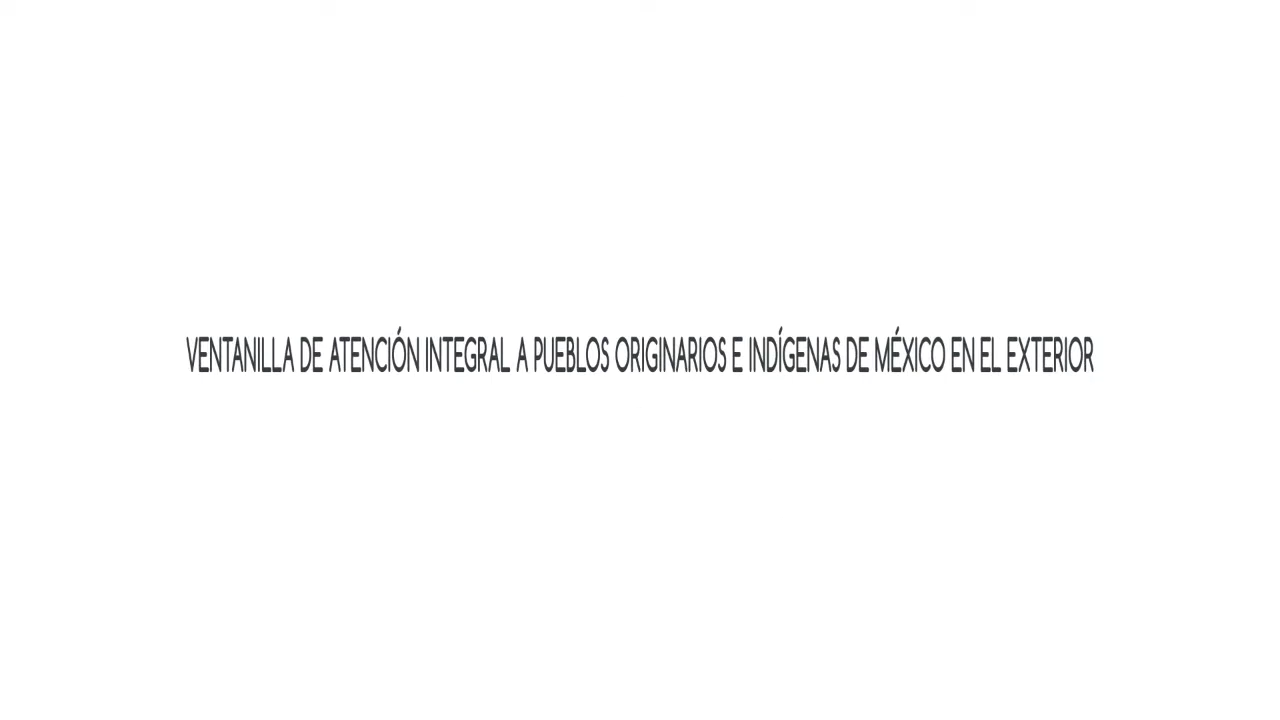 VENTANILLA DE ATENCIÓN INTEGRAL A PUEBLOS ORIGINARIOS E INDÍGENAS DE MÉXICO EN EL EXTERIOR